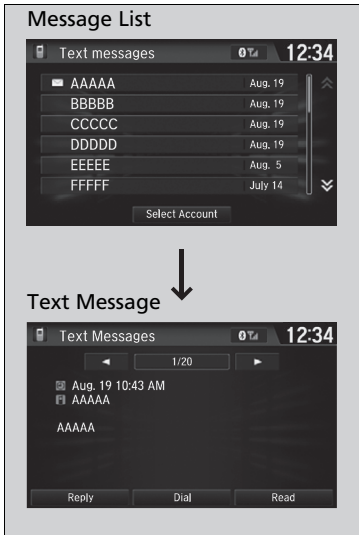 Message List
Text messages 12:34
AAAAA Aug. 19
BBBBB Aug. 19
CCCCC Aug. 19
DDDDD Aug. 19
EEEEE Aug. 5
FFFFF July 14
Select Account
Text Message
Text Messages 12:34
1/20
Aug. 19 10:43 AM
AAAAA
AAAAA
Reply Dial Read